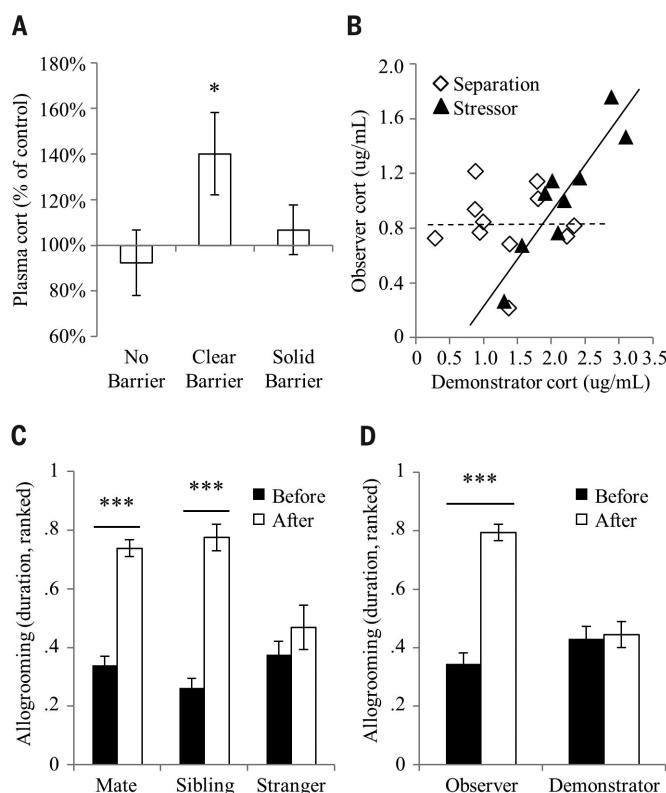 A
180%
160%
140%
120%
100%
80%
60%
Plasma cort (% of control)
*
No Barrier
Clear Barrier
Solid Barrier
B
2
1.6
1.2
0.8
0.4
0
Observer cort (ug/mL)
Separation
Stressor
0.5 1.0 1.5 2.0 2.5 3.0 3.5
Demonstrator cort (ug/mL)
C
1
.8
.6
.4
.2
0
Allogrooming (duration, ranked)
*** ***
Before
After
Mate Sibling Stranger
D
1
.8
.6
.4
.2
0
Allogrooming (duration, ranked)
***
Before
After
Observer Demonstrator